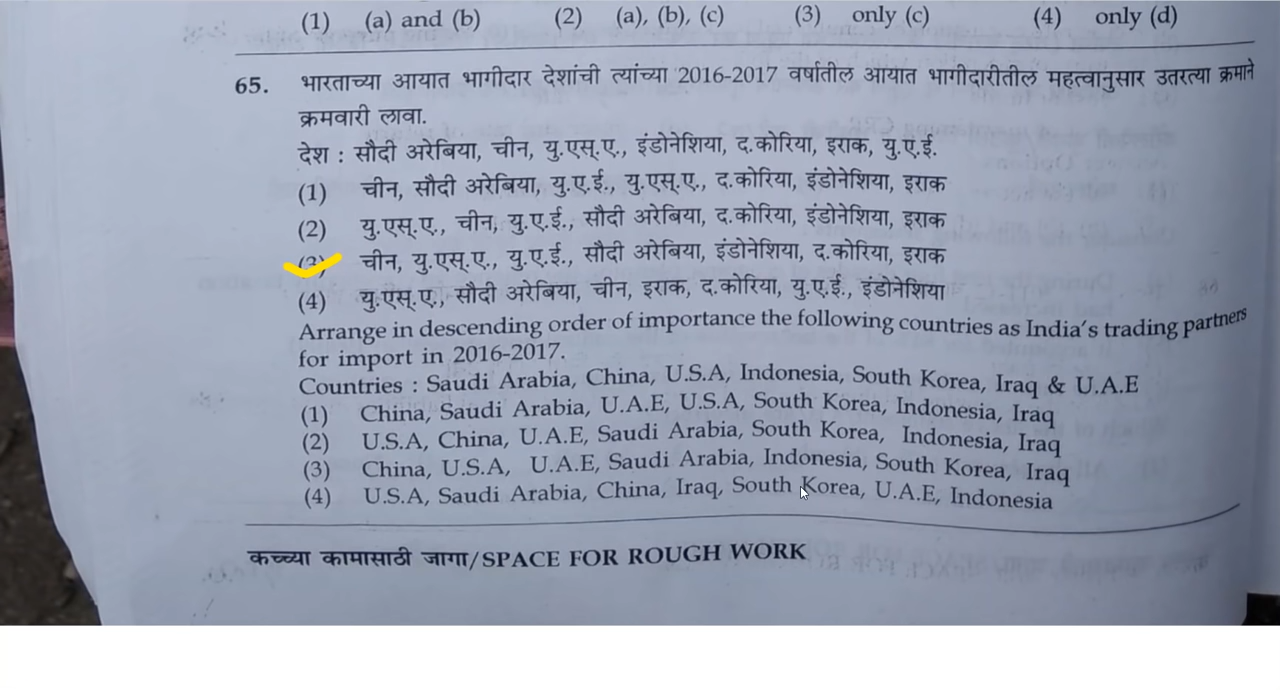 (1) (a) and (b) (2) (a), (b), (c) (3) only (c) (4) only (d)
65. भारताच्या आयात भागीदार देशांची त्यांच्या 2016-2017 वर्षातील आयात भागीदारीतील महत्वानुसार उतरत्या क्रमाने
क्रमवारी लावा.
देश : सौदी अरेबिया, चीन, यु.एस्.ए., इंडोनेशिया, द.कोरिया, इराक, यु.ए.ई.
(1) चीन, सौदी अरेबिया, यु.ए.ई., यु.एस्.ए., द.कोरिया, इंडोनेशिया, इराक
(2) यु.एस्.ए., चीन, यु.ए.ई., सौदी अरेबिया, द.कोरिया, इंडोनेशिया, इराक
(3) चीन, यु.एस्.ए., यु.ए.ई., सौदी अरेबिया, इंडोनेशिया, द.कोरिया, इराक
(4) यु.एस्.ए., सौदी अरेबिया, चीन, इराक, द.कोरिया, यु.ए.ई., इंडोनेशिया
Arrange in descending order of importance the following countries as India's trading partners
for import in 2016-2017.
Countries : Saudi Arabia, China, U.S.A, Indonesia, South Korea, Iraq & U.A.E
(1) China, Saudi Arabia, U.A.E, U.S.A, South Korea, Indonesia, Iraq
(2) U.S.A, China, U.A.E, Saudi Arabia, South Korea, Indonesia, Iraq
(3) China, U.S.A, U.A.E, Saudi Arabia, Indonesia, South Korea, Iraq
(4) U.S.A, Saudi Arabia, China, Iraq, South Korea, U.A.E, Indonesia
कच्च्या कामासाठी जागा/SPACE FOR ROUGH WORK